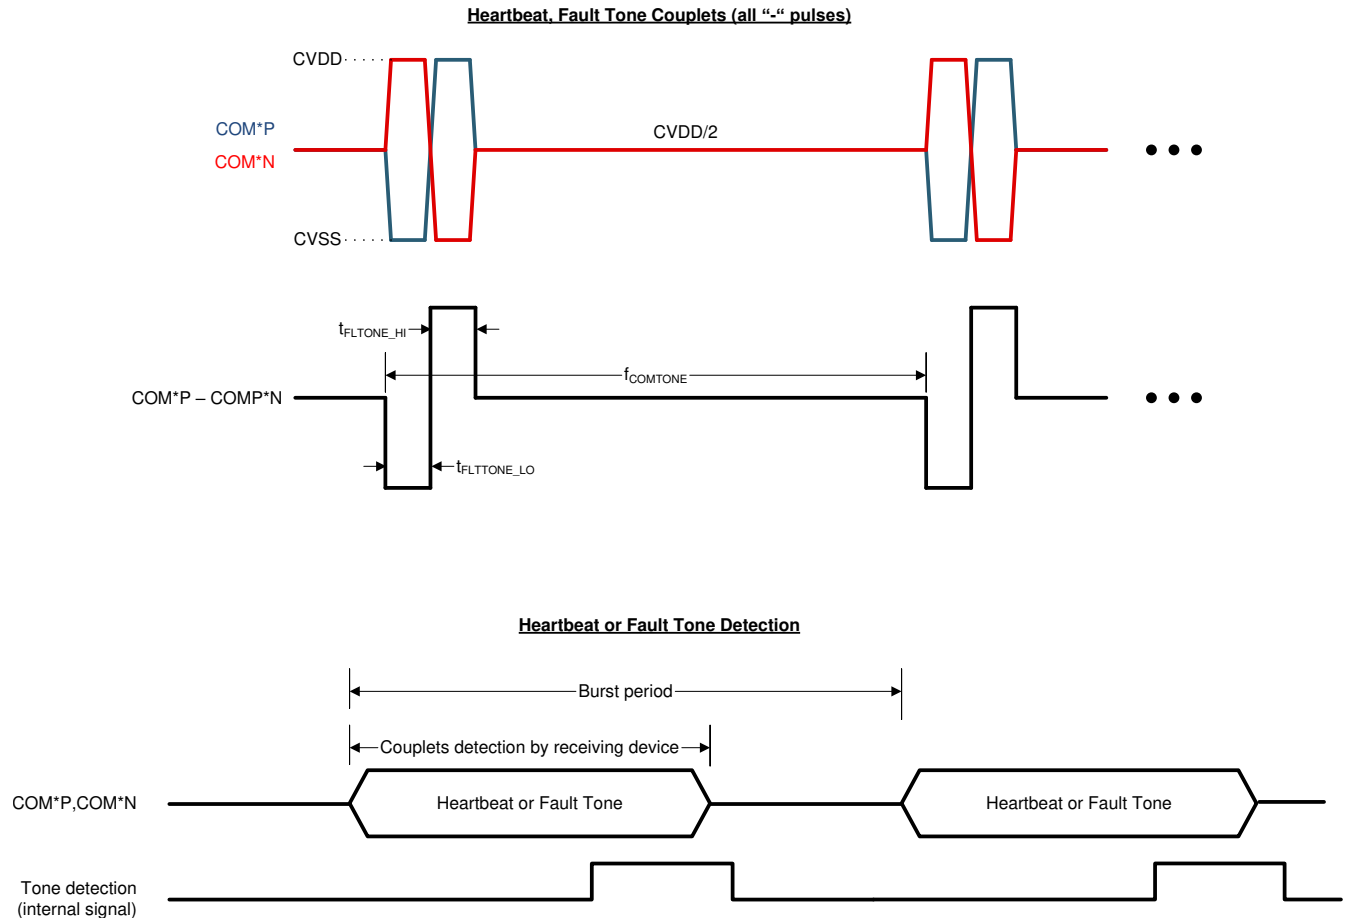 Heartbeat, Fault Tone Couplets (all “-“ pulses)
CVDD
COM*P
COM*N
CVDD/2
CVSS
tFLTONE_HI
fCOMTONE
COM*P – COMP*N
tFLTTONE_LO
Heartbeat or Fault Tone Detection
Burst period
Couplets detection by receiving device
COM*P,COM*N
Heartbeat or Fault Tone
Heartbeat or Fault Tone
Tone detection
(internal signal)